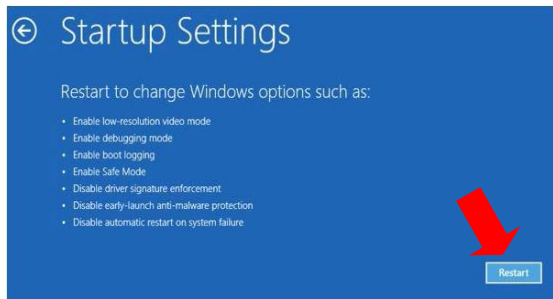 Startup Settings
Restart to change Windows options such as:
• Enable low-resolution video mode
• Enable debugging mode
• Enable boot logging
• Enable Safe Mode
• Disable driver signature enforcement
• Disable early-launch anti-malware protection
• Disable automatic restart on system failure
Restart